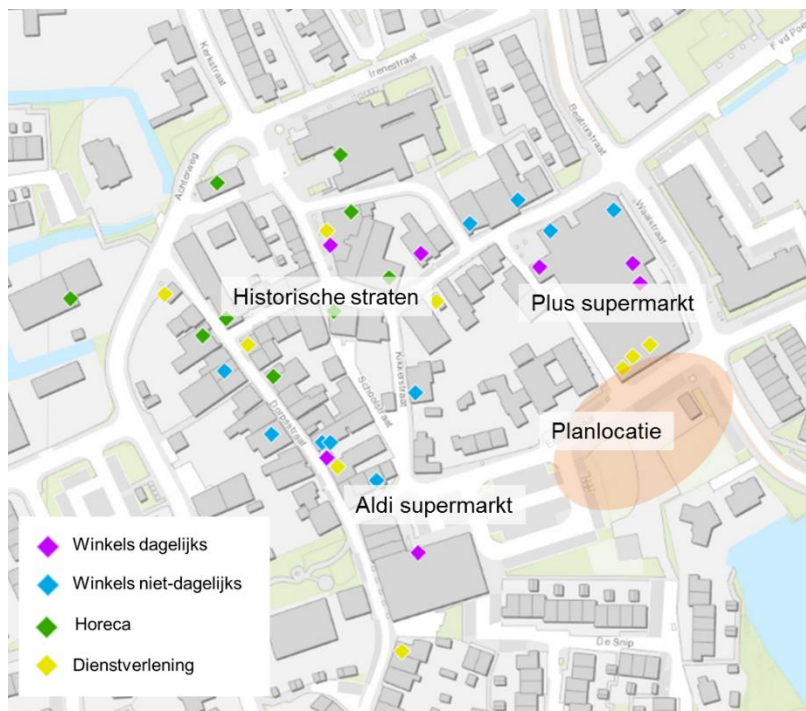 Kerkstraat
Irenestraat
F vd Poe
Beatrixstraat
Achterweg
Waalstraat
Historische straten
Plus supermarkt
Kikkerstraat
Schoolstraat
Dorpsstraat
Planlocatie
Aldi supermarkt
Winkels dagelijks
Winkels niet-dagelijks
Horeca
Dienstverlening
De Snip